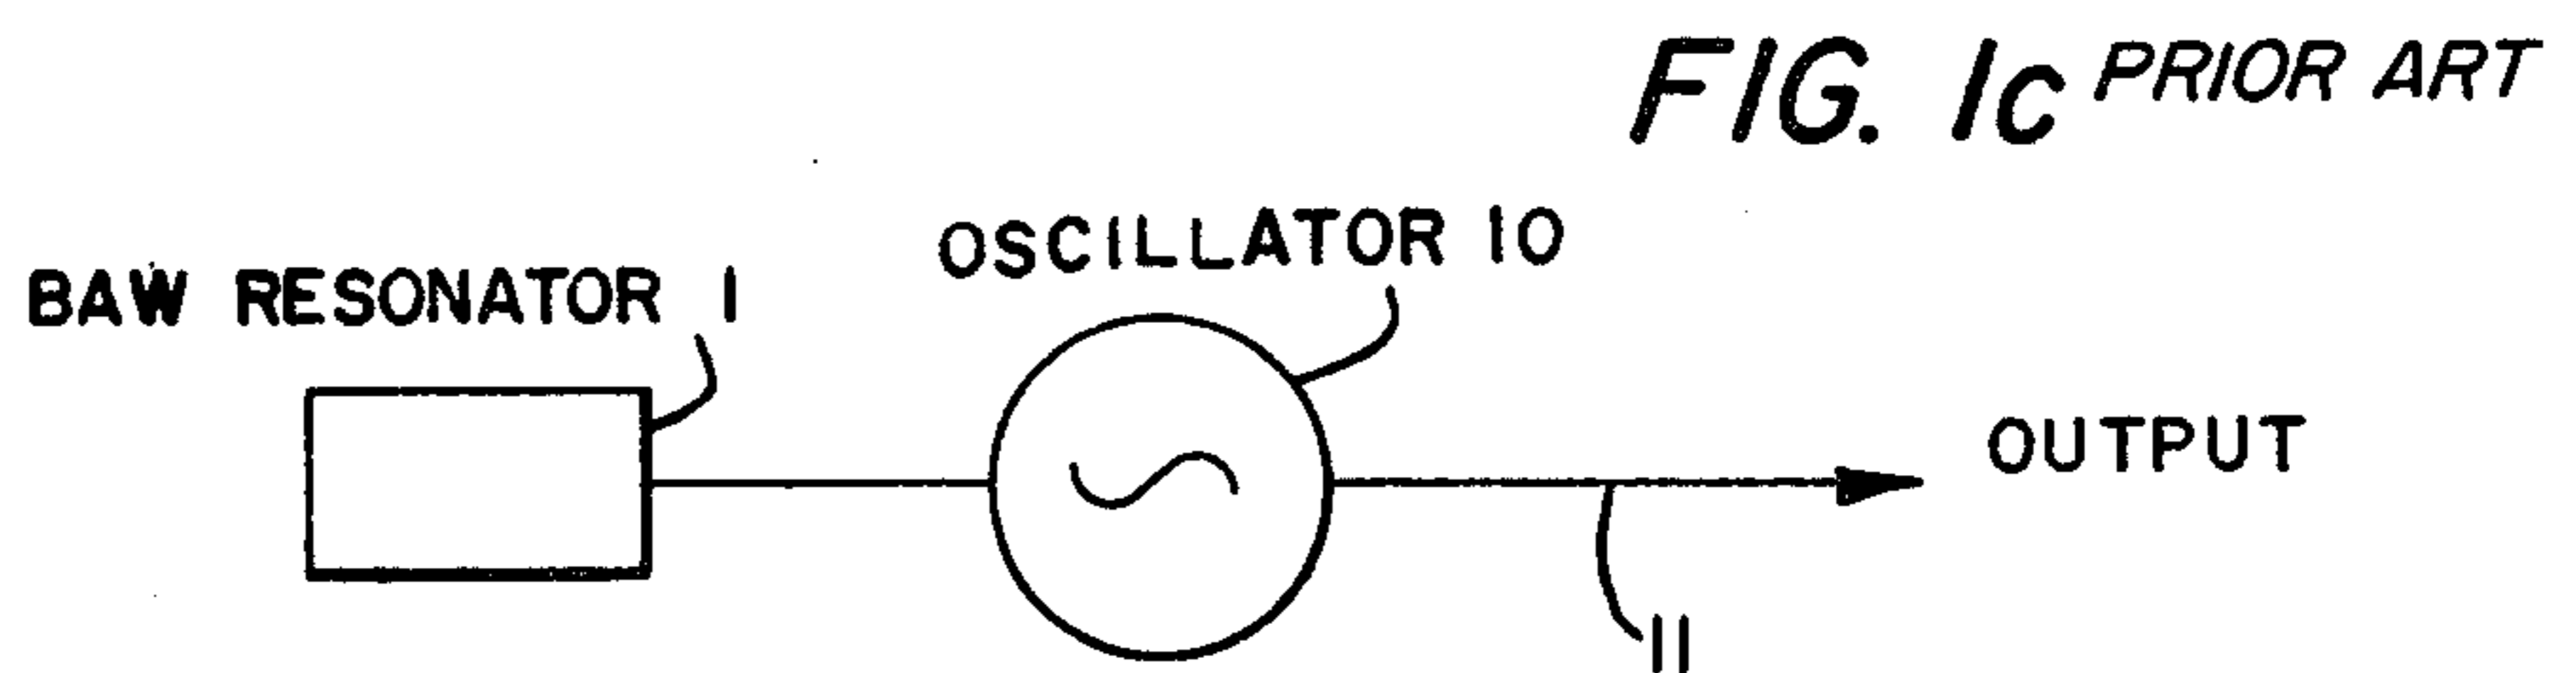 FIG. 1c PRIOR ART
OSCILLATOR 10
BAW RESONATOR 1
OUTPUT
11